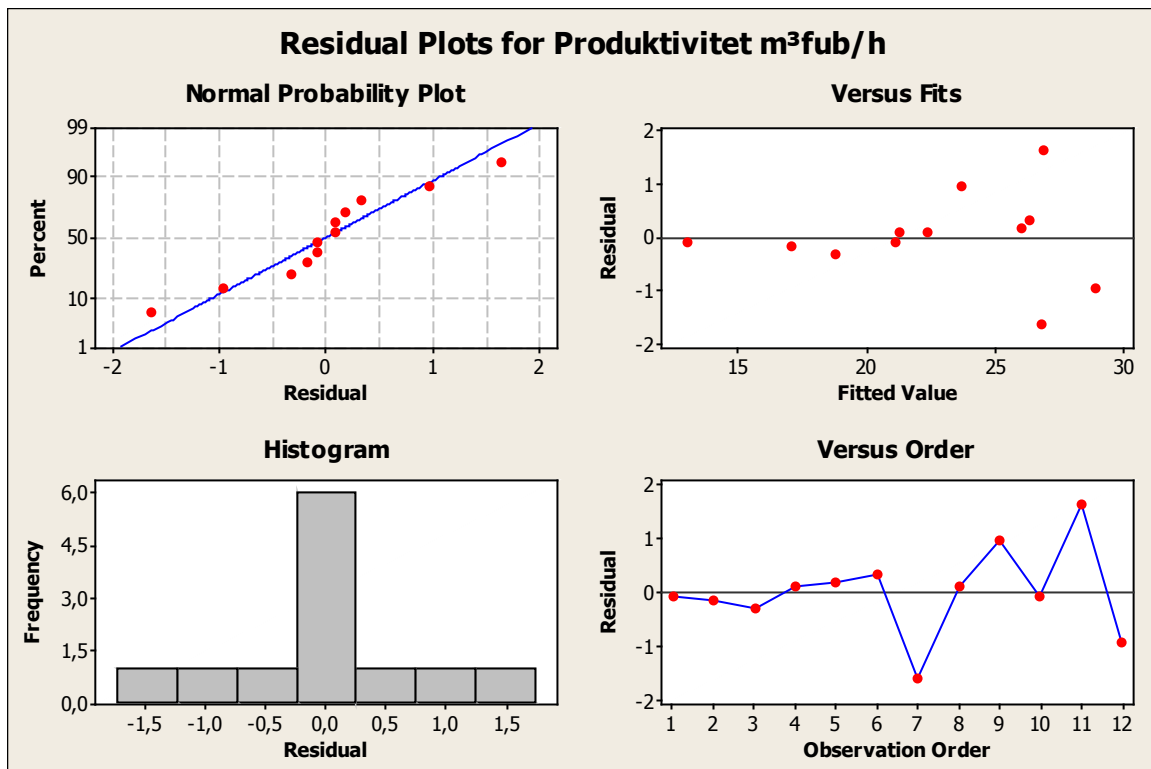 Residual Plots for Produktivitet m³fub/h
Normal Probability Plot
99
90
50
10
1
Percent
-2 -1 0 1 2
Residual
Versus Fits
2
1
0
-1
-2
Residual
15 20 25 30
Fitted Value
Histogram
6,0
4,5
3,0
1,5
0,0
Frequency
-1,5 -1,0 -0,5 0,0 0,5 1,0 1,5
Residual
Versus Order
2
1
0
-1
-2
Residual
1 2 3 4 5 6 7 8 9 10 11 12
Observation Order